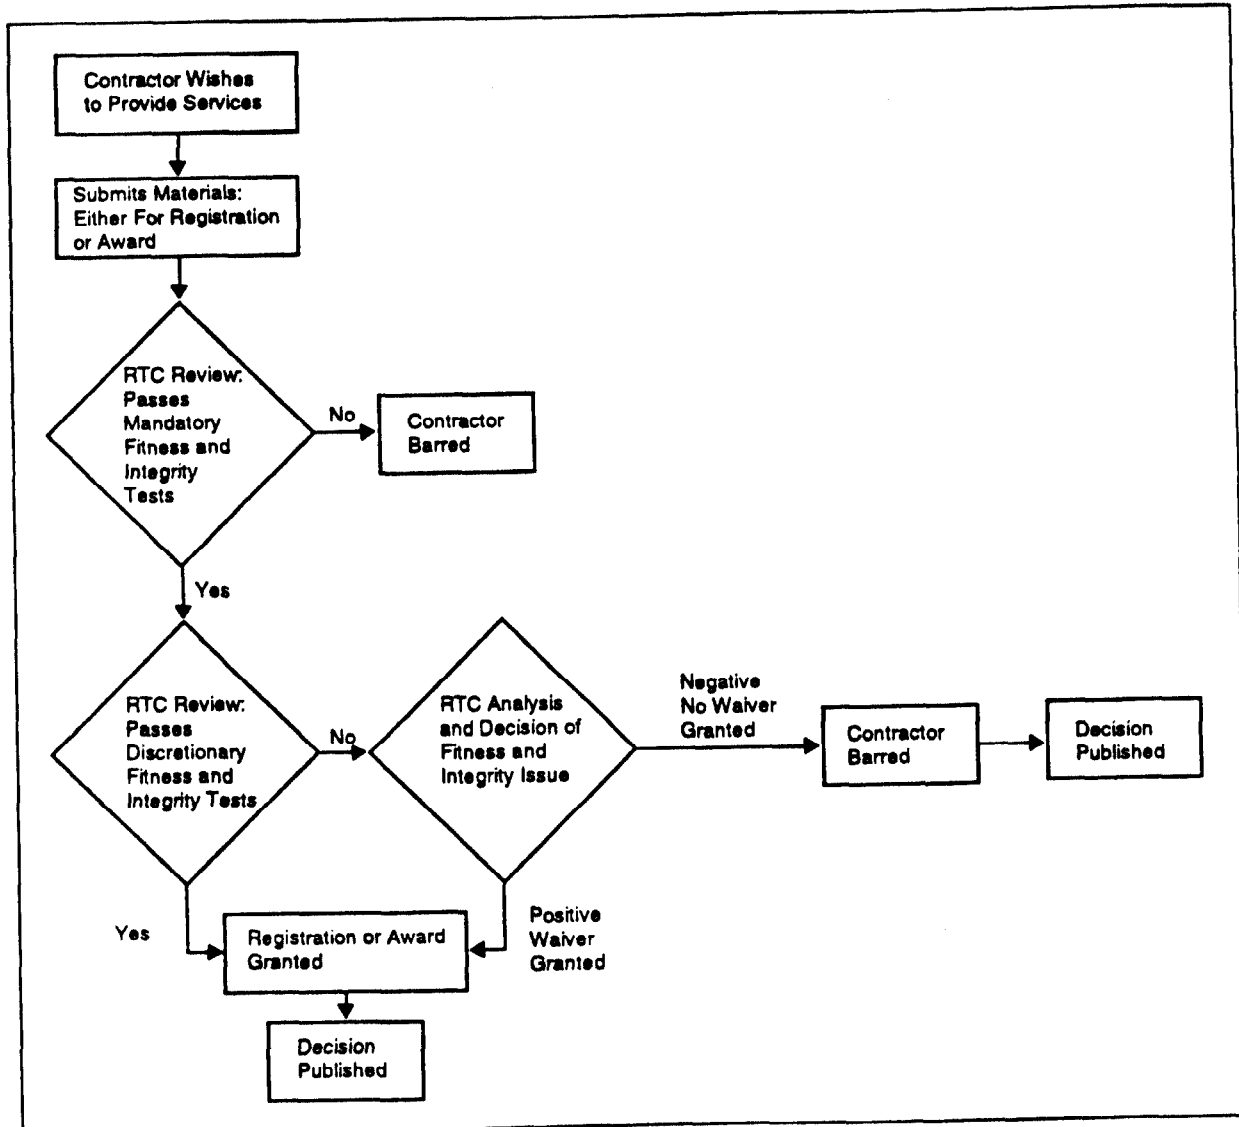 Contractor Wishes
to Provide Services
Submits Materials:
Either For Registration
or Award
RTC Review:
Passes
Mandatory
Fitness and
Integrity
Tests
No
Contractor
Barred
Yes
RTC Review:
Passes
Discretionary
Fitness and
Integrity Tests
No
RTC Analysis
and Decision of
Fitness and
Integrity Issue
Negative
No Waiver
Granted
Contractor
Barred
Decision
Published
Yes
Registration or Award
Granted
Positive
Waiver
Granted
Decision
Published